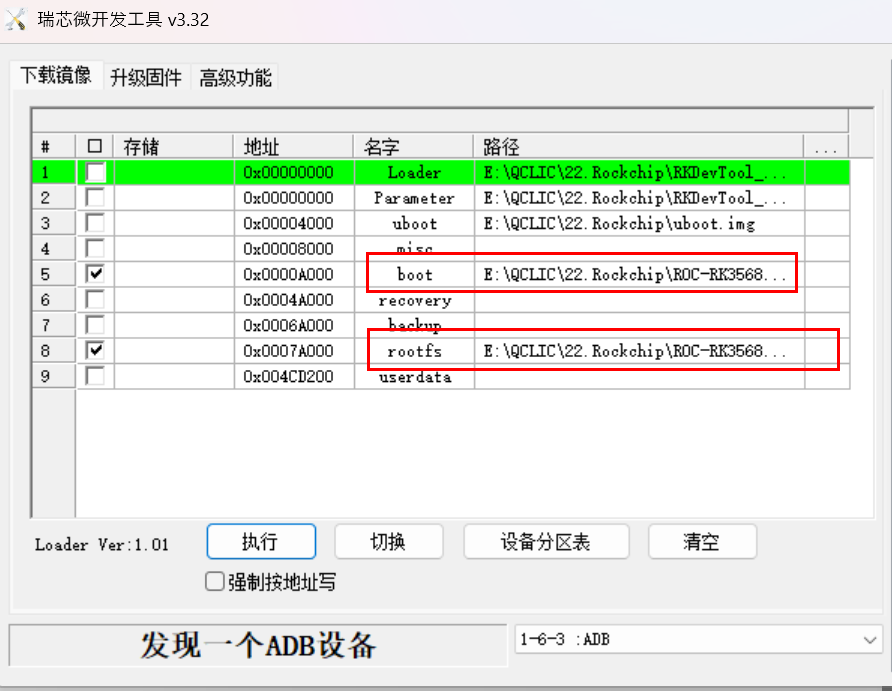 瑞芯微开发工具 v3.32
下载镜像 升级固件 高级功能
# 存储 地址 名字 路径 ...
1 0x00000000 Loader E:\QCLIC\22.Rockchip\RKDevTool_...
2 0x00000000 Parameter E:\QCLIC\22.Rockchip\RKDevTool_...
3 0x00004000 uboot E:\QCLIC\22.Rockchip\uboot.img
4 0x00008000 misc
5 0x0000A000 boot E:\QCLIC\22.Rockchip\ROC-RK3568...
6 0x0004A000 recovery
7 0x0006A000 backup
8 0x0007A000 rootfs E:\QCLIC\22.Rockchip\ROC-RK3568...
9 0x004CD200 userdata
Loader Ver:1.01 执行 切换 设备分区表 清空
强制按地址写
发现一个ADB设备 1-6-3 :ADB